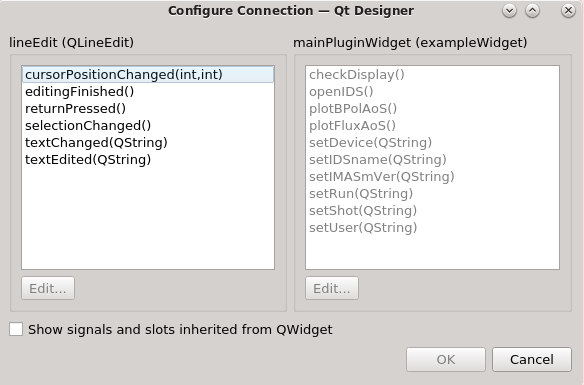 Configure Connection — Qt Designer
lineEdit (QLineEdit)
mainPluginWidget (exampleWidget)
cursorPositionChanged(int,int)
editingFinished()
returnPressed()
selectionChanged()
textChanged(QString)
textEdited(QString)
checkDisplay()
openIDS()
plotBPolAoS()
plotFluxAoS()
setDevice(QString)
setIDSname(QString)
setIMASmVer(QString)
setRun(QString)
setShot(QString)
setUser(QString)
Edit...
Edit...
Show signals and slots inherited from QWidget
OK
Cancel